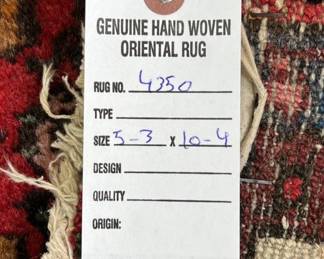 GENUINE HAND WOVEN
ORIENTAL RUG
RUG NO. 4350
TYPE
SIZE 5-3 X 10-4
DESIGN
QUALITY
ORIGIN: